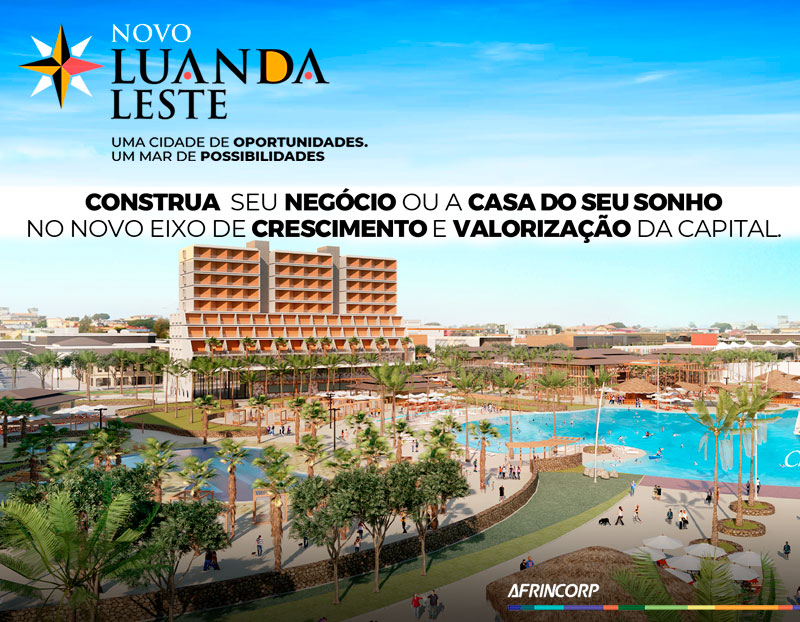 NOVO
LUANDA
LESTE
UMA CIDADE DE OPORTUNIDADES.
UM MAR DE POSSIBILIDADES
CONSTRUA SEU NEGÓCIO OU A CASA DO SEU SONHO
NO NOVO EIXO DE CRESCIMENTO E VALORIZAÇÃO DA CAPITAL.
AFRINCORP